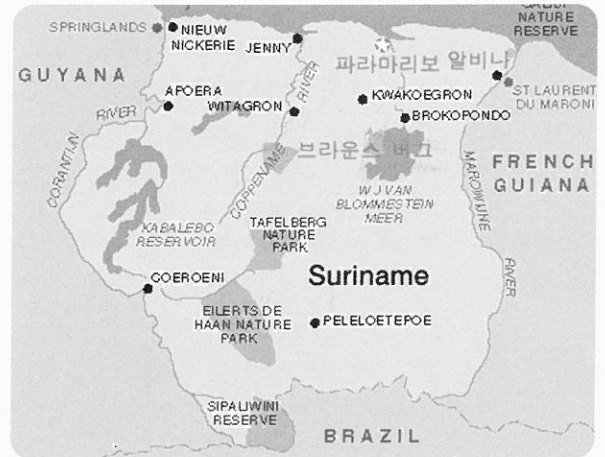 GALIBI
NATURE
RESERVE
SPRINGLANDS
NIEUW
NICKERIE
JENNY
파라마리보
알비나
GUYANA
APOERA
WITAGRON
RIVER
KWAKOEGRON
ST LAURENT
DU MARONI
RIVER
BROKOPONDO
브라운스 버그
CORANTIJN
COPPENAME
MAROWIJNE
FRENCH
GUIANA
W J VAN
BLOMMESTEIN
MEER
KABALEBO
RESERVOIR
TAFELBERG
NATURE
PARK
Suriname
COEROENI
RIVER
EILERTS DE
HAAN NATURE
PARK
PELELOETEPOE
SIPALIWINI
RESERVE
BRAZIL